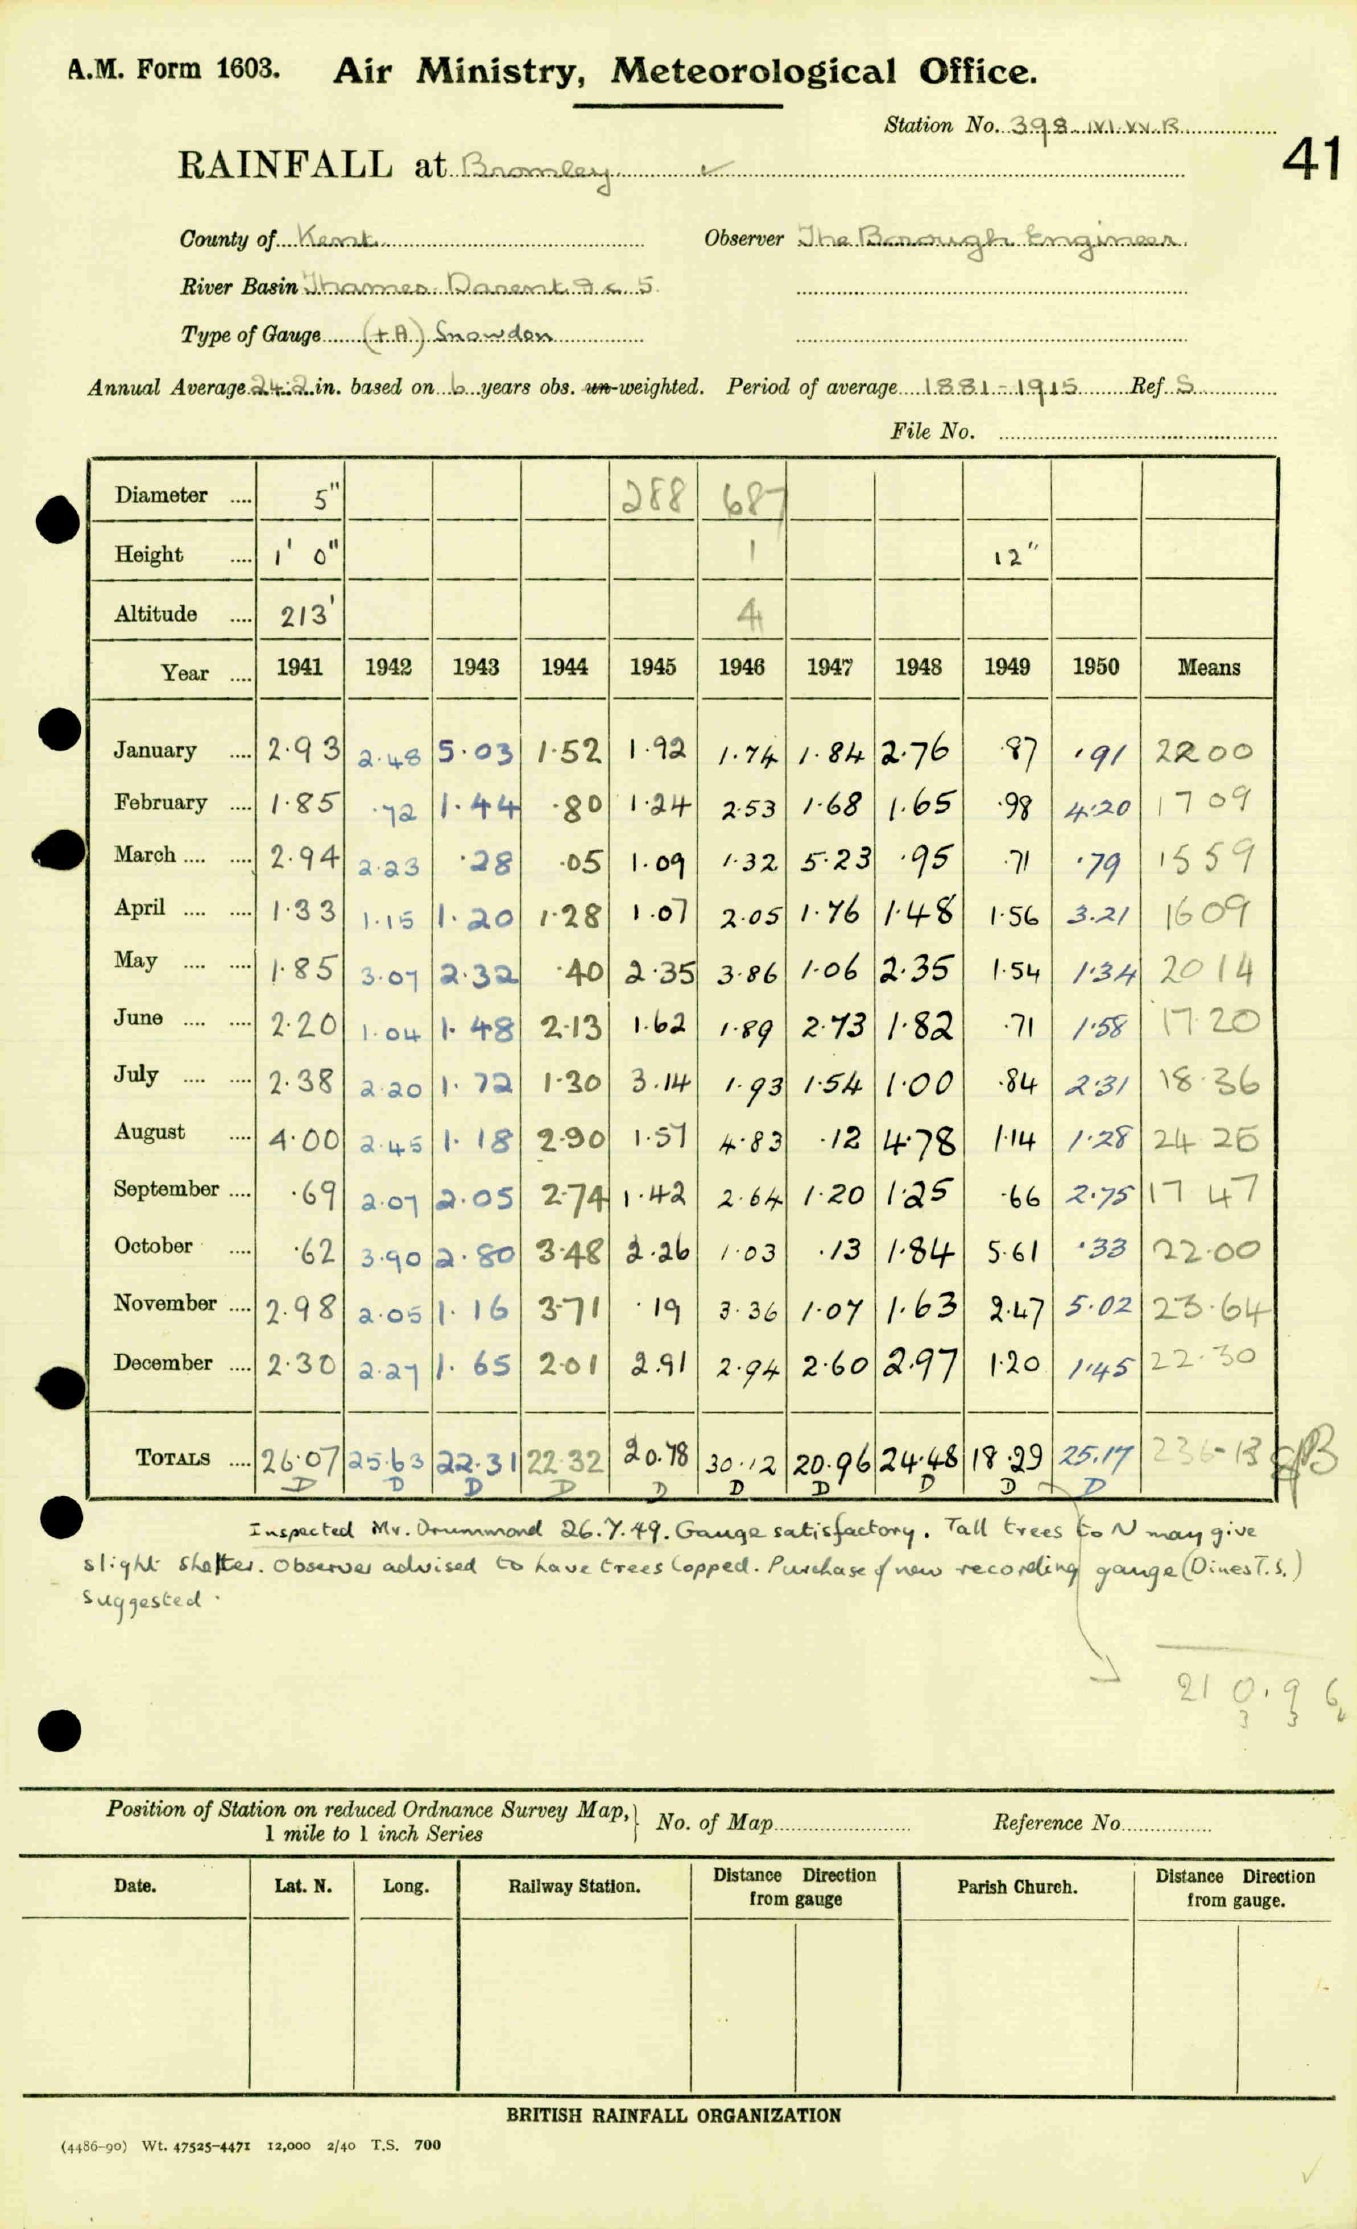 A.M. Form 1603. Air Ministry, Meteorological Office.
Station No. 398 M.W.R.
41
RAINFALL at Bromley ✓
County of Kent Observer The Borough Engineer.
River Basin Thames. Darent &c. 5.
Type of Gauge (+A) Snowdon
Annual Average 24.2 in. based on 6 years obs. un-weighted. Period of average 1881-1915 Ref. S
File No.
Diameter .... 5" 288 687
Height .... 1' 0" 1 12"
Altitude .... 213' 4
Year .... 1941 1942 1943 1944 1945 1946 1947 1948 1949 1950 Means
January .... 2.93 2.48 5.03 1.52 1.92 1.74 1.84 2.76 .87 .91 22 00
February .... 1.85 .72 1.44 .80 1.24 2.53 1.68 1.65 .98 4.20 17 09
March .... .... 2.94 2.23 .28 .05 1.09 1.32 5.23 .95 .71 .79 15 59
April .... .... 1.33 1.15 1.20 1.28 1.07 2.05 1.76 1.48 1.56 3.21 16 09
May .... .... 1.85 3.07 2.32 .40 2.35 3.86 1.06 2.35 1.54 1.34 20 14
June .... .... 2.20 1.04 1.48 2.13 1.62 1.89 2.73 1.82 .71 1.58 17.20
July .... .... 2.38 2.20 1.72 1.30 3.14 1.93 1.54 1.00 .84 2.31 18.36
August .... 4.00 2.45 1.18 2.90 1.57 4.83 .12 4.78 1.14 1.28 24 25
September .... .69 2.07 2.05 2.74 1.42 2.64 1.20 1.25 .66 2.75 17 47
October .... .62 3.90 2.80 3.48 2.26 1.03 .13 1.84 5.61 .33 22.00
November .... 2.98 2.05 1.16 3.71 .19 3.36 1.07 1.63 2.47 5.02 23.64
December .... 2.30 2.27 1.65 2.01 2.91 2.94 2.60 2.97 1.20 1.45 22.30
TOTALS .... 26.07 25.63 22.31 22.32 20.78 30.12 20.96 24.48 18.29 25.17 236-13
D D D D D D D D D D
Inspected Mr. Drummond 26.7.49. Gauge satisfactory. Tall trees to N may give
slight shelter. Observer advised to have trees lopped. Purchase of new recording gauge (Dines T.S.)
suggested.
210.96
3 3
Position of Station on reduced Ordnance Survey Map, } No. of Map Reference No.
1 mile to 1 inch Series
Date. Lat. N. Long. Railway Station. Distance Direction from gauge Parish Church. Distance Direction from gauge.
BRITISH RAINFALL ORGANIZATION
(4486-90) Wt. 47525-4471 12,000 2/40 T.S. 700